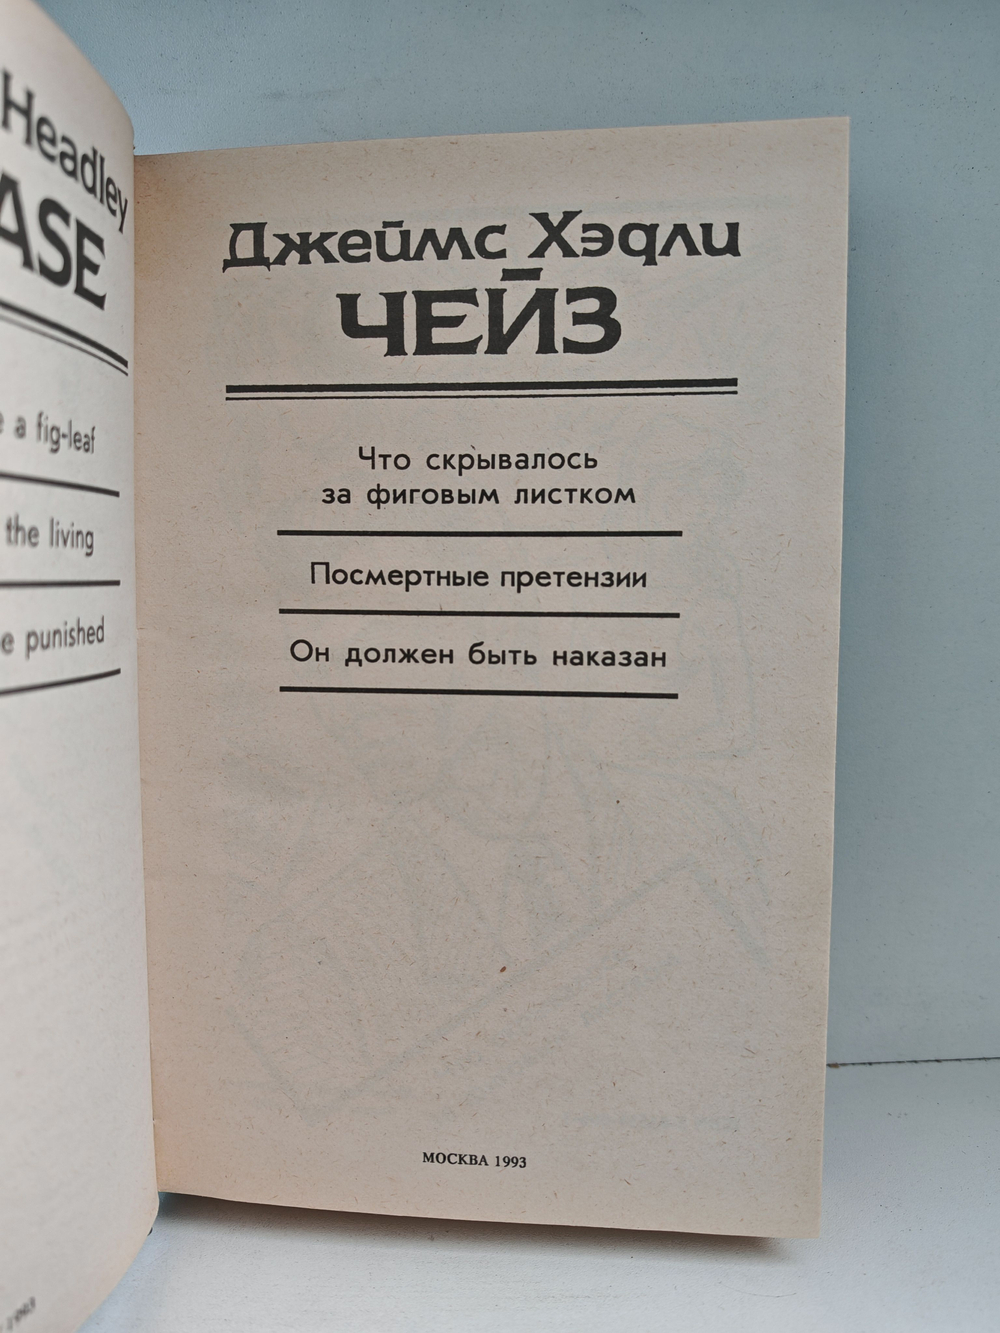 Headley
ASE
a fig-leaf
the living
punished
Джеймс Хэдли
ЧЕЙЗ
Что скрывалось
за фиговым листком
Посмертные претензии
Он должен быть наказан
МОСКВА 1993